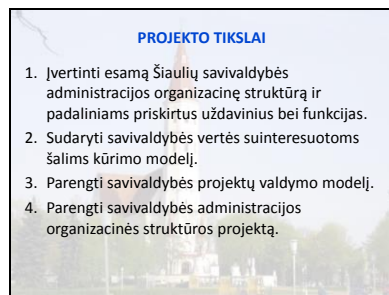 PROJEKTO TIKSLAI
1. Įvertinti esamą Šiaulių savivaldybės
administracijos organizacinę struktūrą ir
padaliniams priskirtus uždavinius bei funkcijas.
2. Sudaryti savivaldybės vertės suinteresuotoms
šalims kūrimo modelį.
3. Parengti savivaldybės projektų valdymo modelį.
4. Parengti savivaldybės administracijos
organizacinės struktūros projektą.